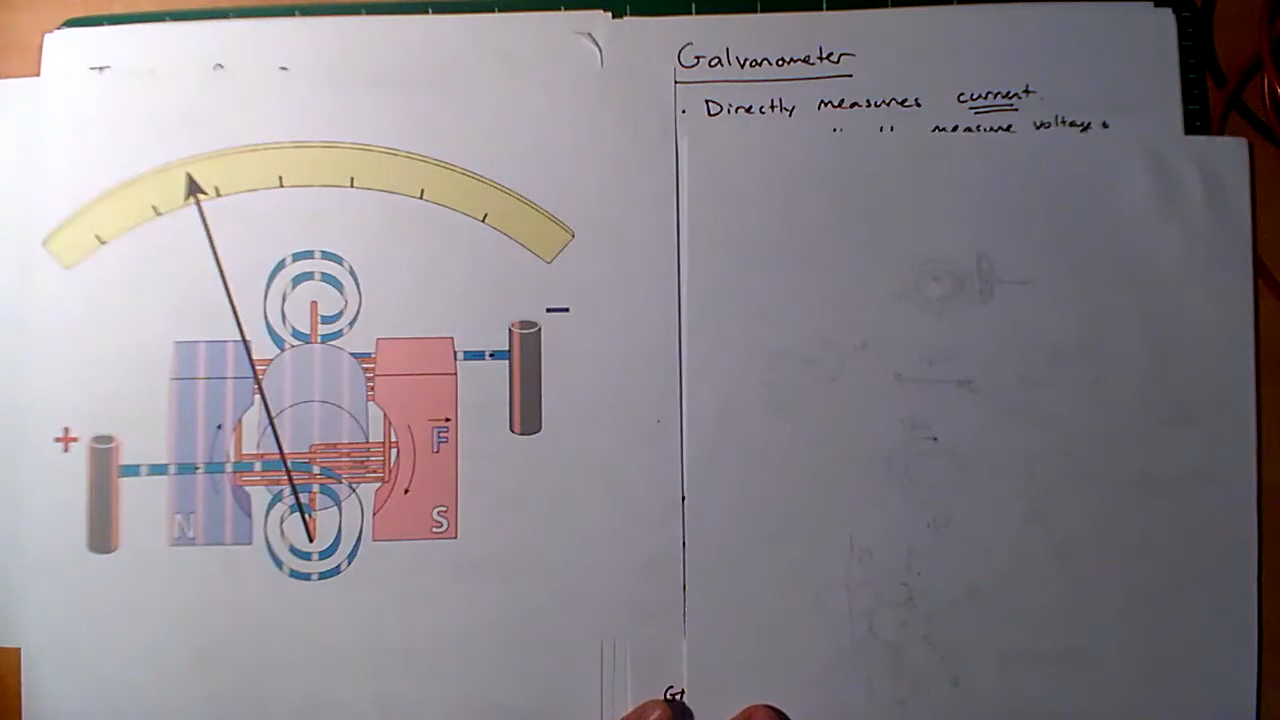 Galvanometer
· Directly measures current.
" " measure voltage
+
−
F
N
S
G